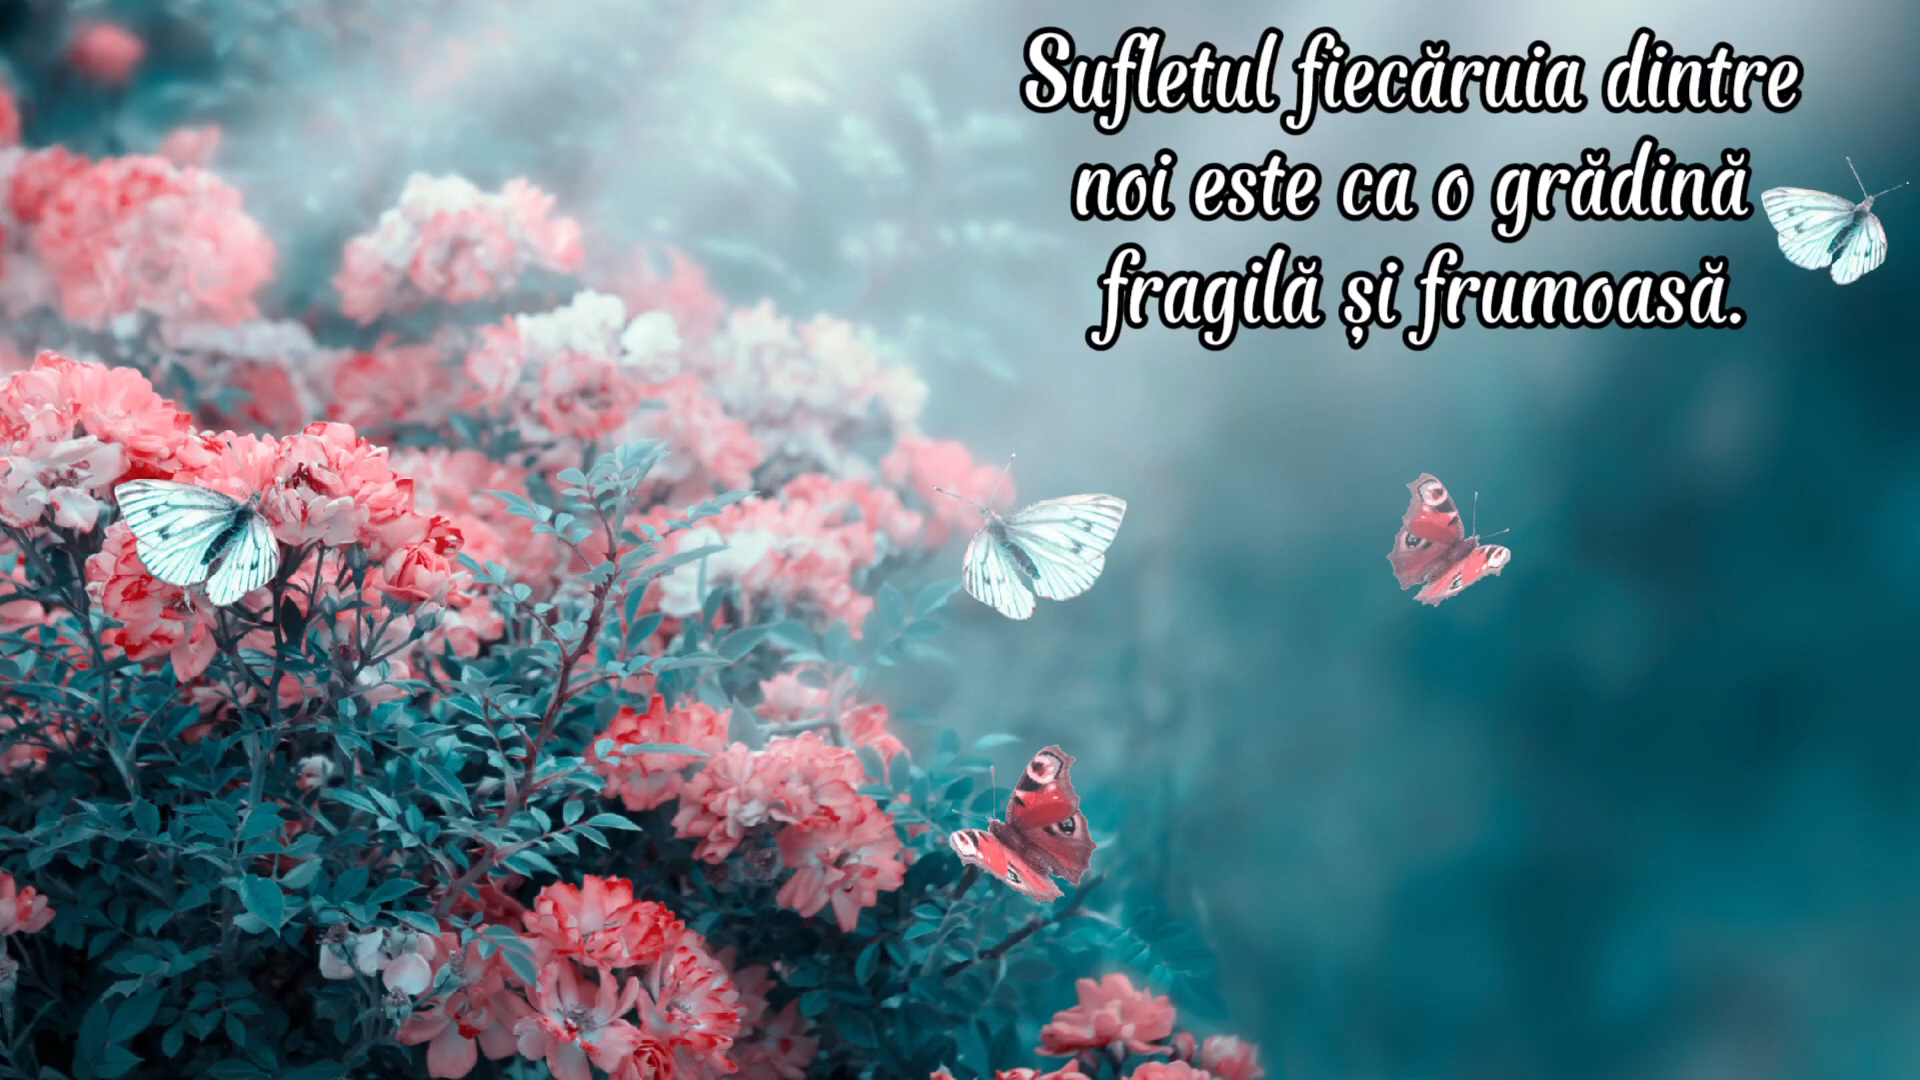 Sufletul fiecăruia dintre
noi este ca o grădină
fragilă și frumoasă.